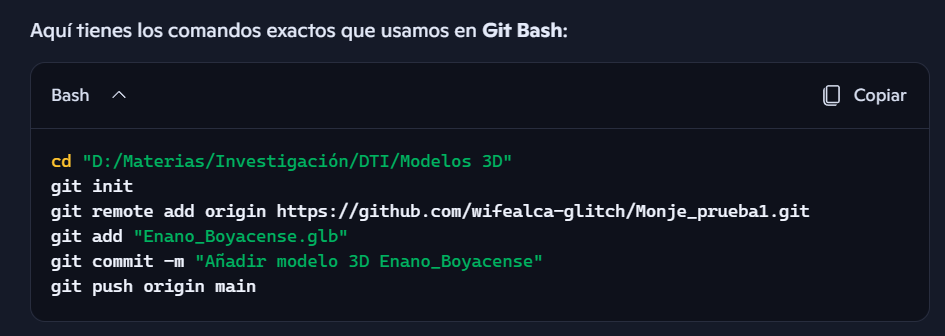 Aquí tienes los comandos exactos que usamos en Git Bash:
Bash
Copiar
cd "D:/Materias/Investigación/DTI/Modelos 3D"
git init
git remote add origin https://github.com/wifealca-glitch/Monje_prueba1.git
git add "Enano_Boyacense.glb"
git commit -m "Añadir modelo 3D Enano_Boyacense"
git push origin main